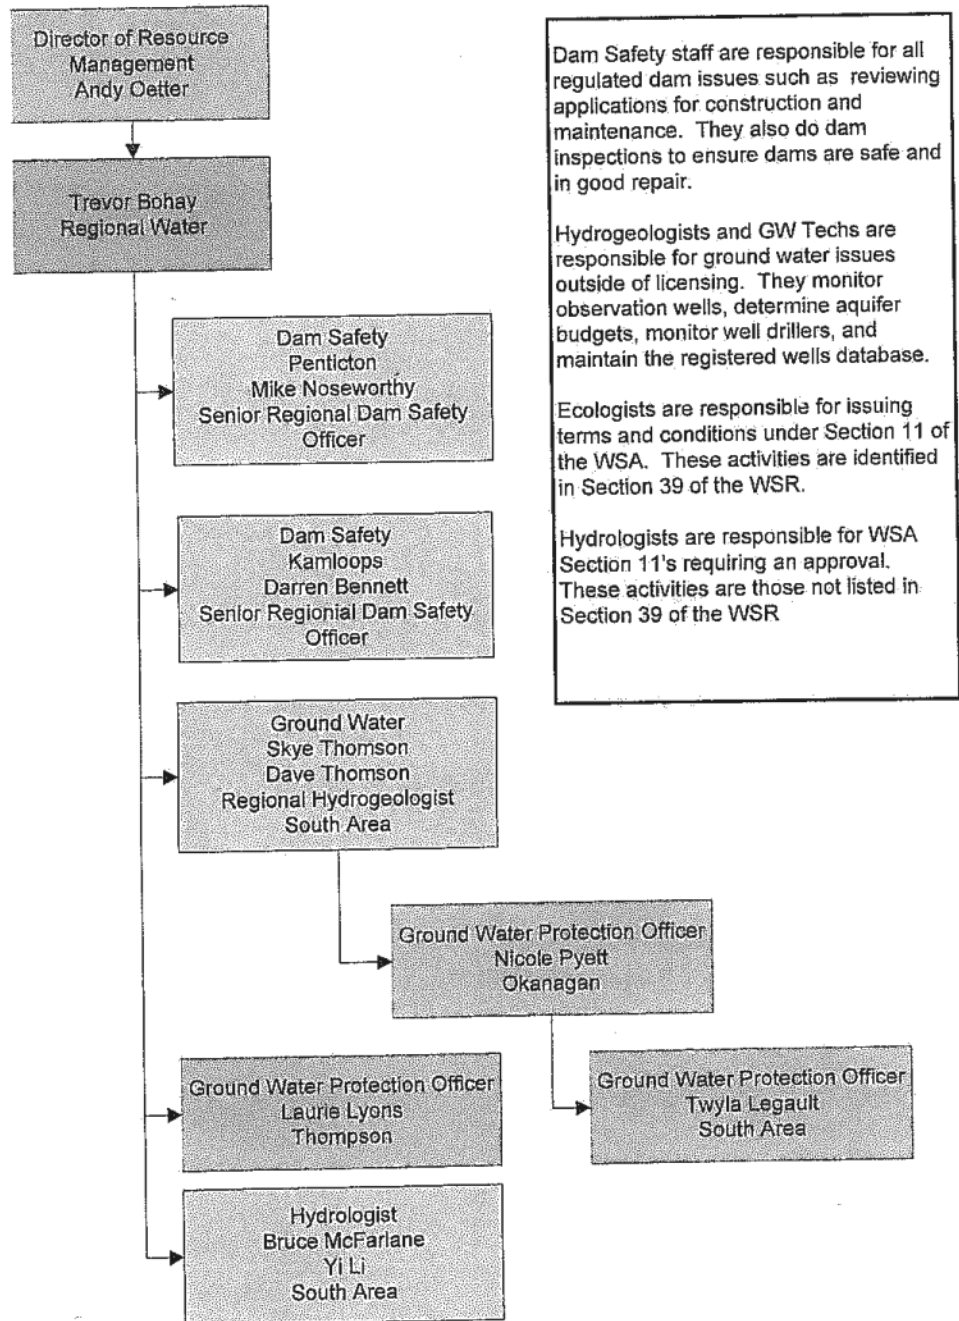 Director of Resource
Management
Andy Oetter
Trevor Bohay
Regional Water
Dam Safety
Penticton
Mike Noseworthy
Senior Regional Dam Safety
Officer
Dam Safety
Kamloops
Darren Bennett
Senior Regionial Dam Safety
Officer
Ground Water
Skye Thomson
Dave Thomson
Regional Hydrogeologist
South Area
Ground Water Protection Officer
Nicole Pyett
Okanagan
Ground Water Protection Officer
Twyla Legault
South Area
Ground Water Protection Officer
Laurie Lyons
Thompson
Hydrologist
Bruce McFarlane
Yi Li
South Area
Dam Safety staff are responsible for all
regulated dam issues such as reviewing
applications for construction and
maintenance. They also do dam
inspections to ensure dams are safe and
in good repair.
Hydrogeologists and GW Techs are
responsible for ground water issues
outside of licensing. They monitor
observation wells, determine aquifer
budgets, monitor well drillers, and
maintain the registered wells database.
Ecologists are responsible for issuing
terms and conditions under Section 11 of
the WSA. These activities are identified
in Section 39 of the WSR.
Hydrologists are responsible for WSA
Section 11's requiring an approval.
These activities are those not listed in
Section 39 of the WSR